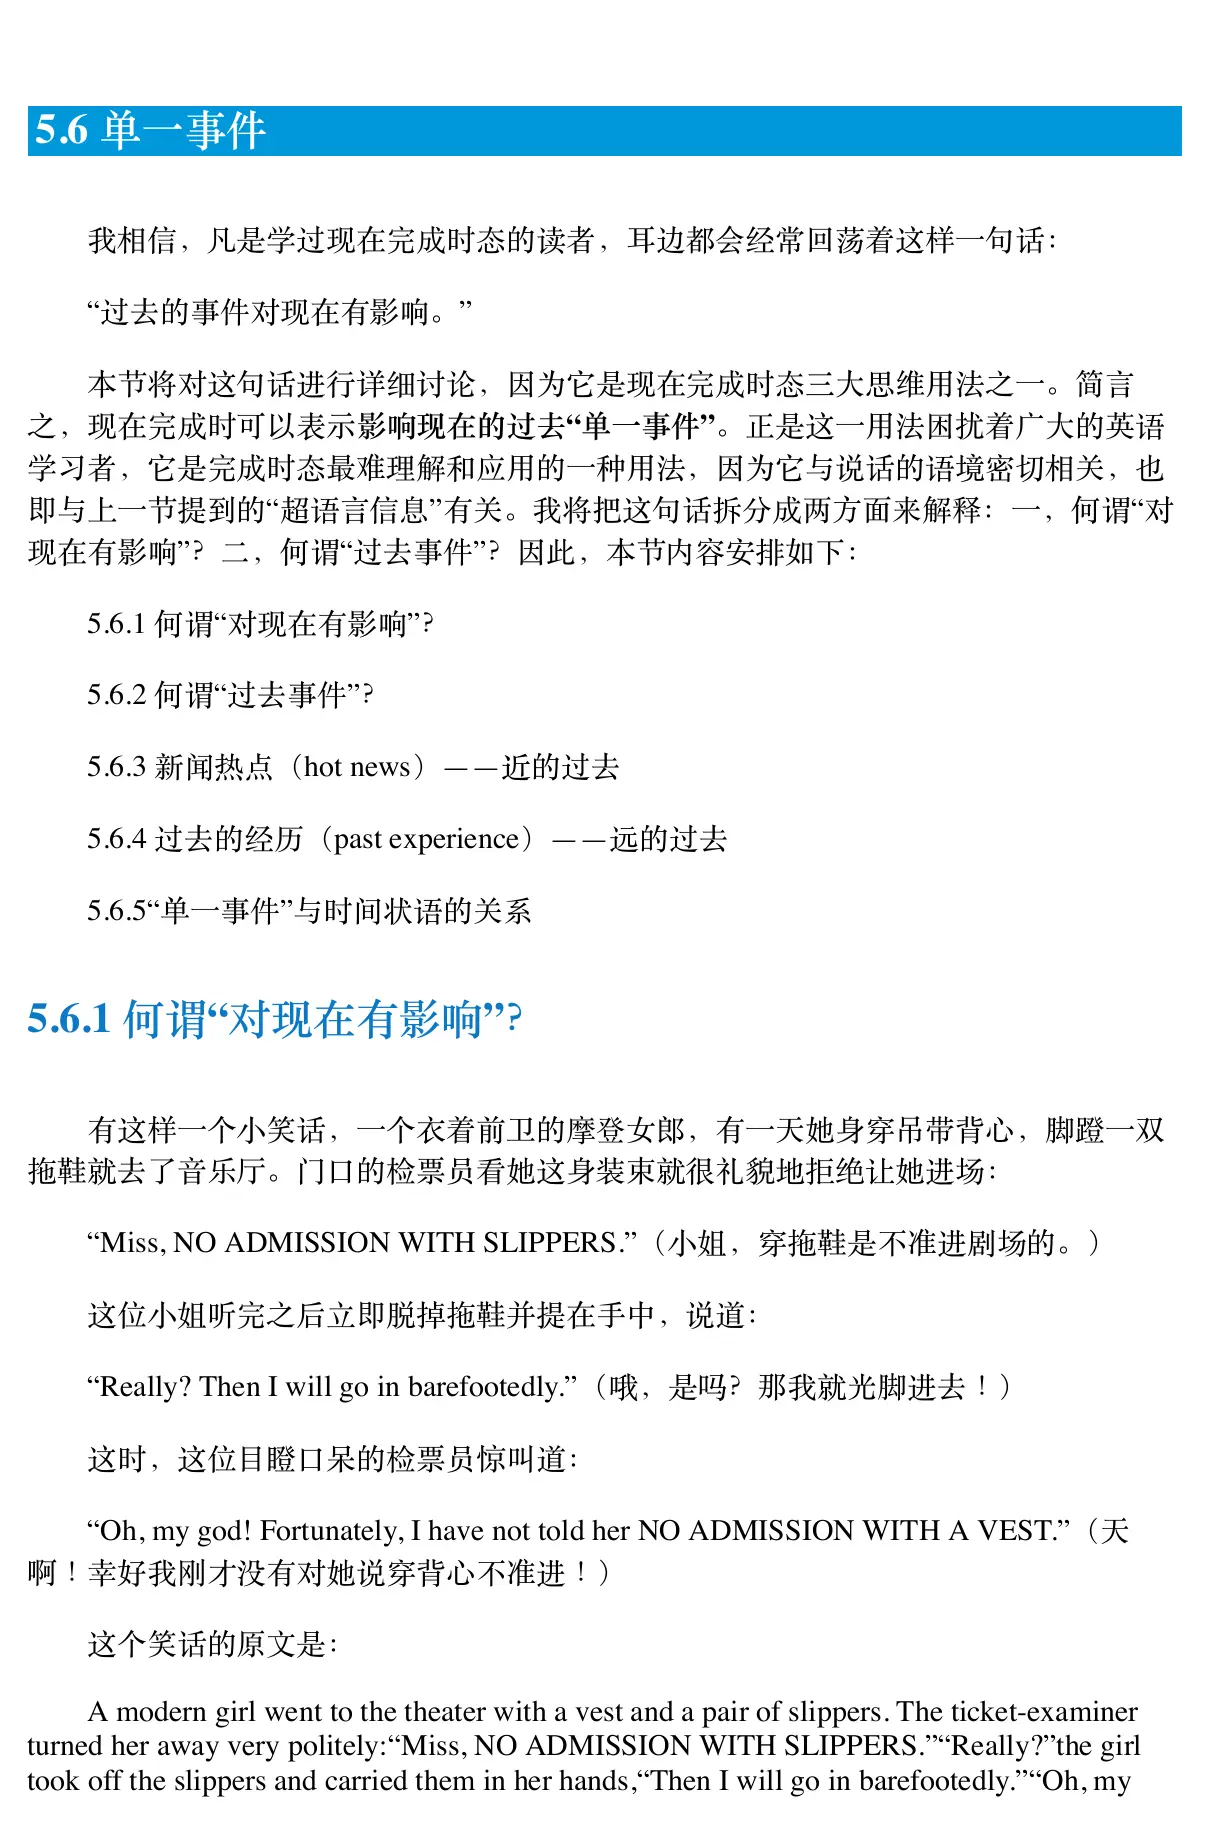 5.6 单一事件
我相信，凡是学过现在完成时态的读者，耳边都会经常回荡着这样一句话：
“过去的事件对现在有影响。”
本节将对这句话进行详细讨论，因为它是现在完成时态三大思维用法之一。简言
之，现在完成时可以表示影响现在的过去“单一事件”。正是这一用法困扰着广大的英语
学习者，它是完成时态最难理解和应用的一种用法，因为它与说话的语境密切相关，也
即与上一节提到的“超语言信息”有关。我将把这句话拆分成两方面来解释：一，何谓“对
现在有影响”？二，何谓“过去事件”？因此，本节内容安排如下：
5.6.1 何谓“对现在有影响”？
5.6.2 何谓“过去事件”？
5.6.3 新闻热点（hot news）——近的过去
5.6.4 过去的经历（past experience）——远的过去
5.6.5“单一事件”与时间状语的关系
5.6.1 何谓“对现在有影响”？
有这样一个小笑话，一个衣着前卫的摩登女郎，有一天她身穿吊带背心，脚蹬一双
拖鞋就去了音乐厅。门口的检票员看她这身装束就很礼貌地拒绝让她进场：
“Miss, NO ADMISSION WITH SLIPPERS.”（小姐，穿拖鞋是不准进剧场的。）
这位小姐听完之后立即脱掉拖鞋并提在手中，说道：
“Really? Then I will go in barefootedly.”（哦，是吗？那我就光脚进去！）
这时，这位目瞪口呆的检票员惊叫道：
“Oh, my god! Fortunately, I have not told her NO ADMISSION WITH A VEST.”（天
啊！幸好我刚才没有对她说穿背心不准进！）
这个笑话的原文是：
A modern girl went to the theater with a vest and a pair of slippers. The ticket-examiner
turned her away very politely:“Miss, NO ADMISSION WITH SLIPPERS.”“Really?”the girl
took off the slippers and carried them in her hands,“Then I will go in barefootedly.”“Oh, my